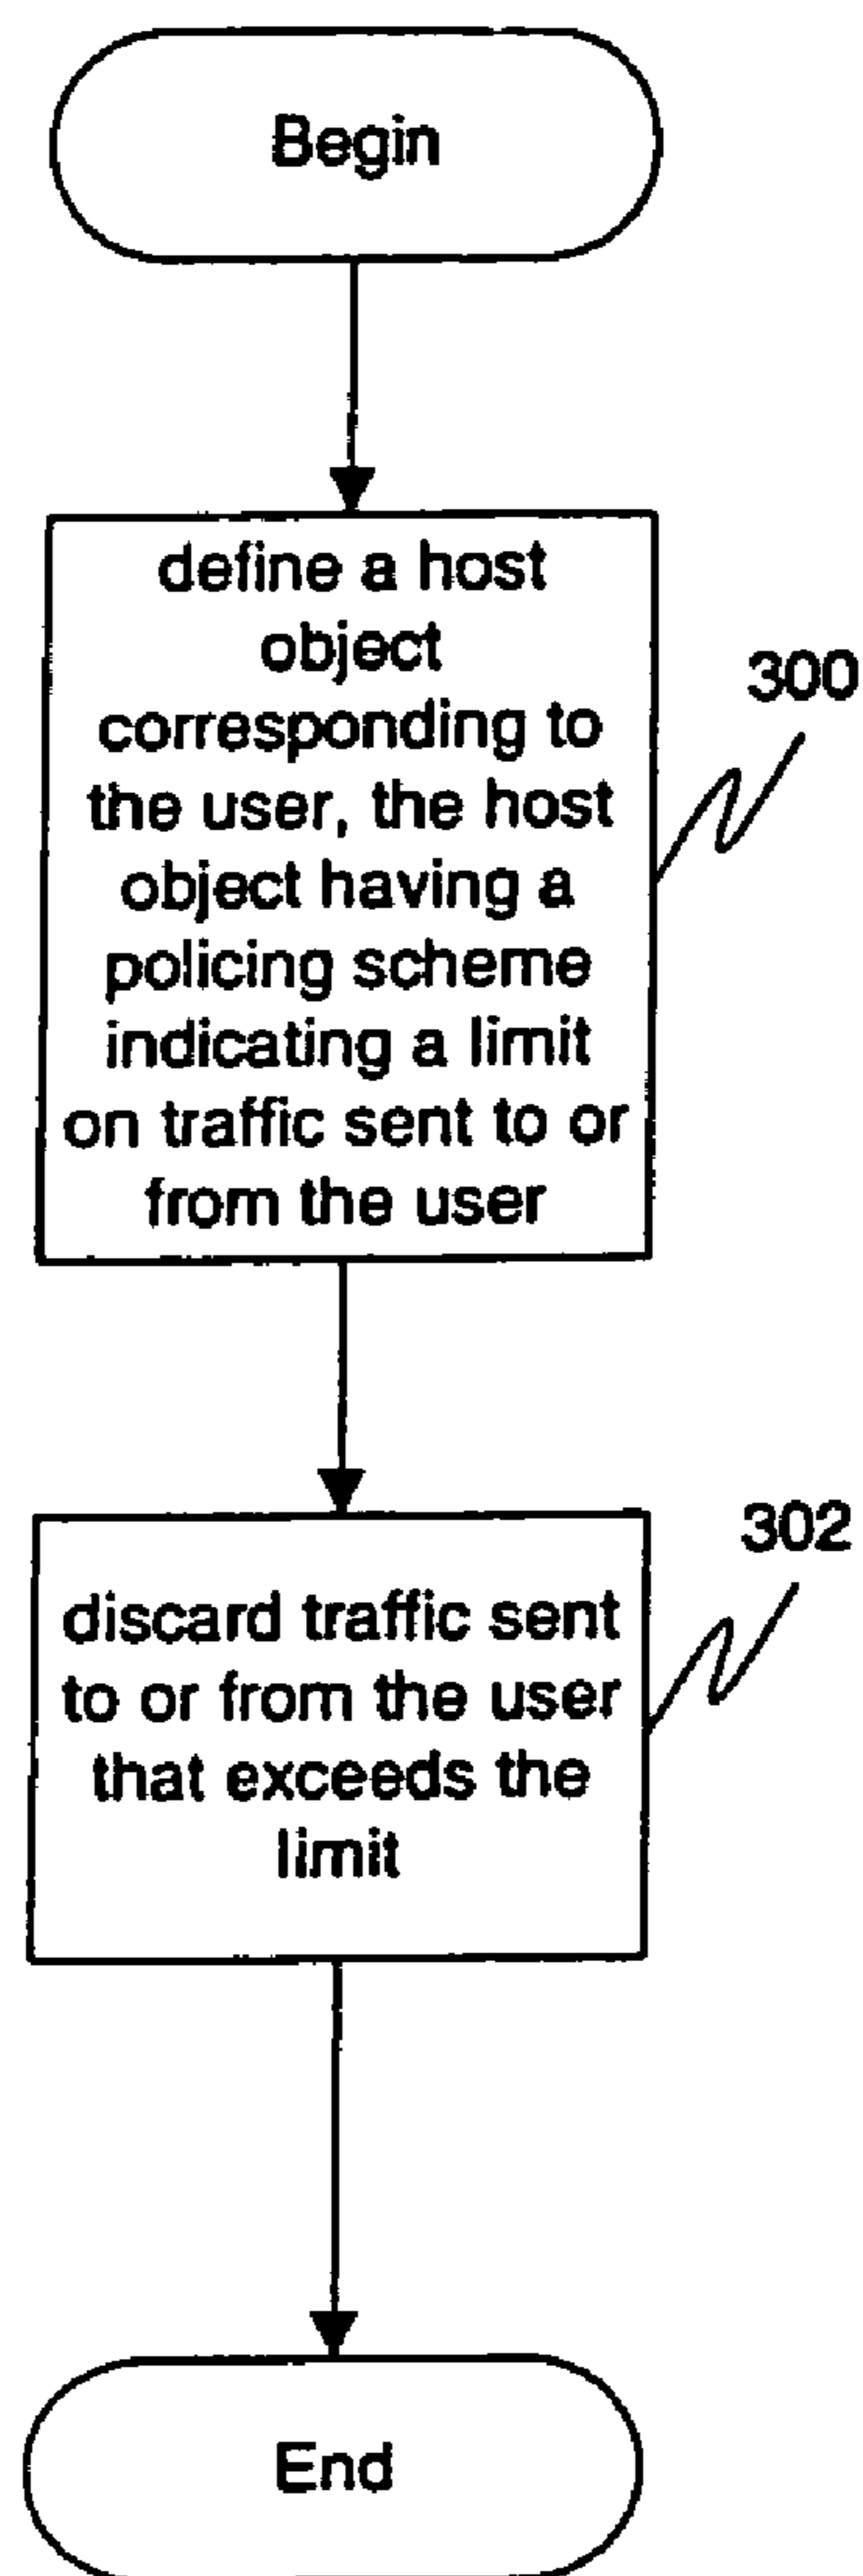 Begin
define a host
object
corresponding to
the user, the host
object having a
policing scheme
indicating a limit
on traffic sent to or
from the user
300
discard traffic sent
to or from the user
that exceeds the
limit
302
End